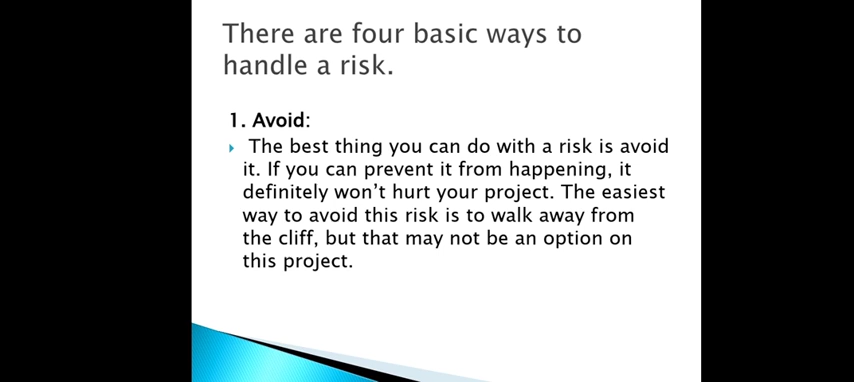 There are four basic ways to
handle a risk.
1. Avoid:
The best thing you can do with a risk is avoid
it. If you can prevent it from happening, it
definitely won’t hurt your project. The easiest
way to avoid this risk is to walk away from
the cliff, but that may not be an option on
this project.